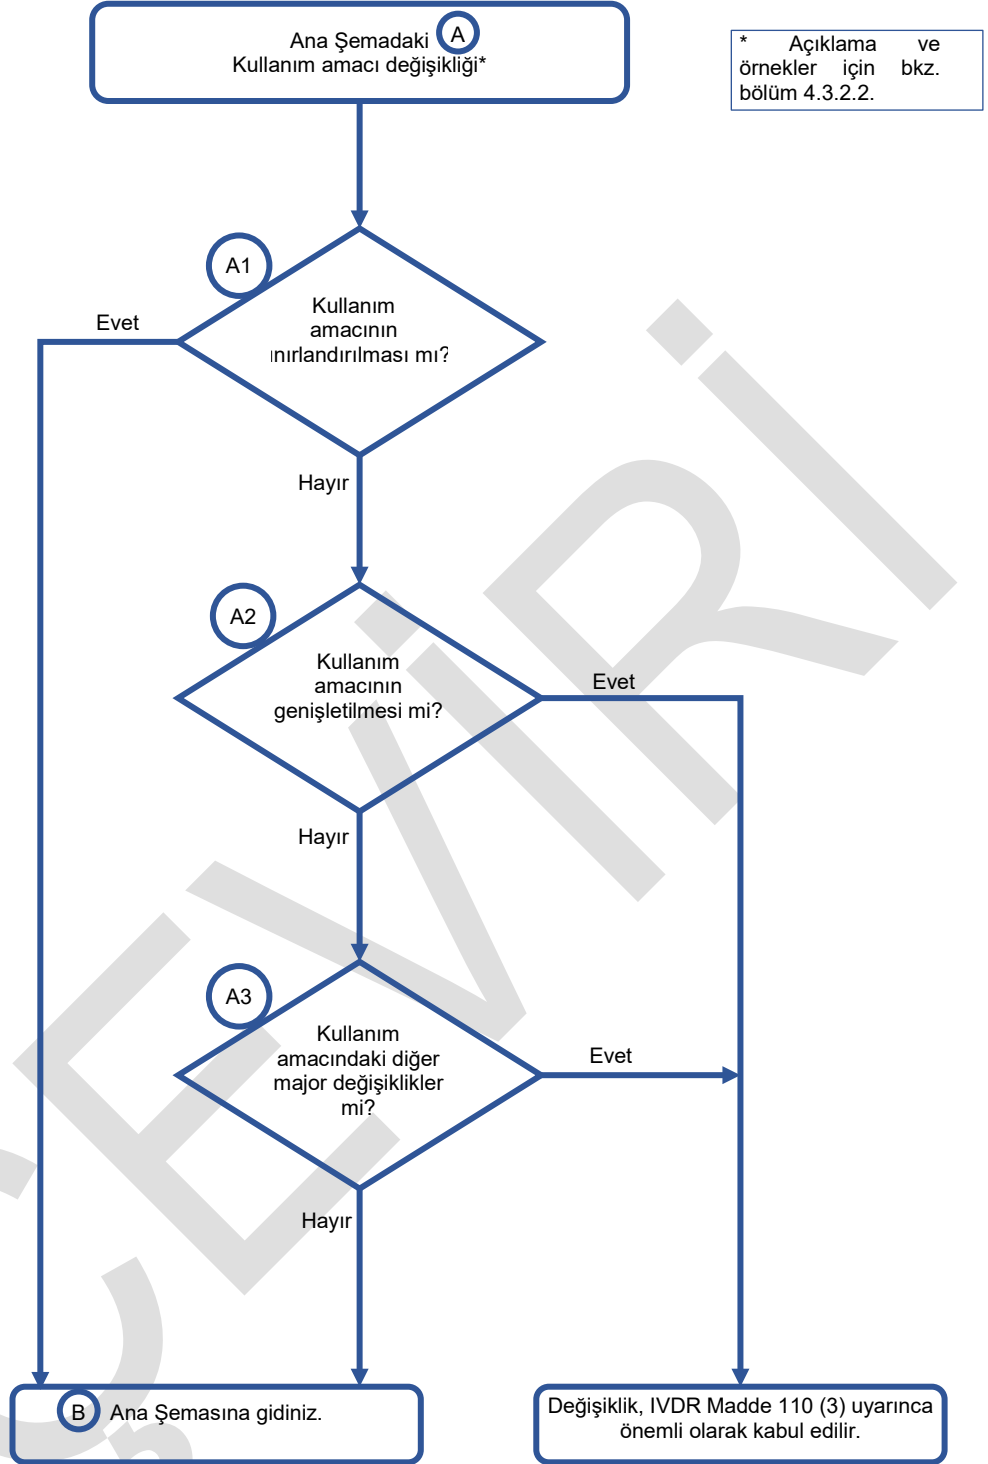 Ana Şemadaki A
Kullanım amacı değişikliği*
* Açıklama ve
örnekler için bkz.
bölüm 4.3.2.2.
A1
Kullanım
amacının
ınırlandırılması mı?
Evet
Hayır
A2
Kullanım
amacının
genişletilmesi mi?
Evet
Hayır
A3
Kullanım
amacındaki diğer
major değişiklikler
mi?
Evet
Hayır
B Ana Şemasına gidiniz.
Değişiklik, IVDR Madde 110 (3) uyarınca
önemli olarak kabul edilir.
ÇEVİRİ